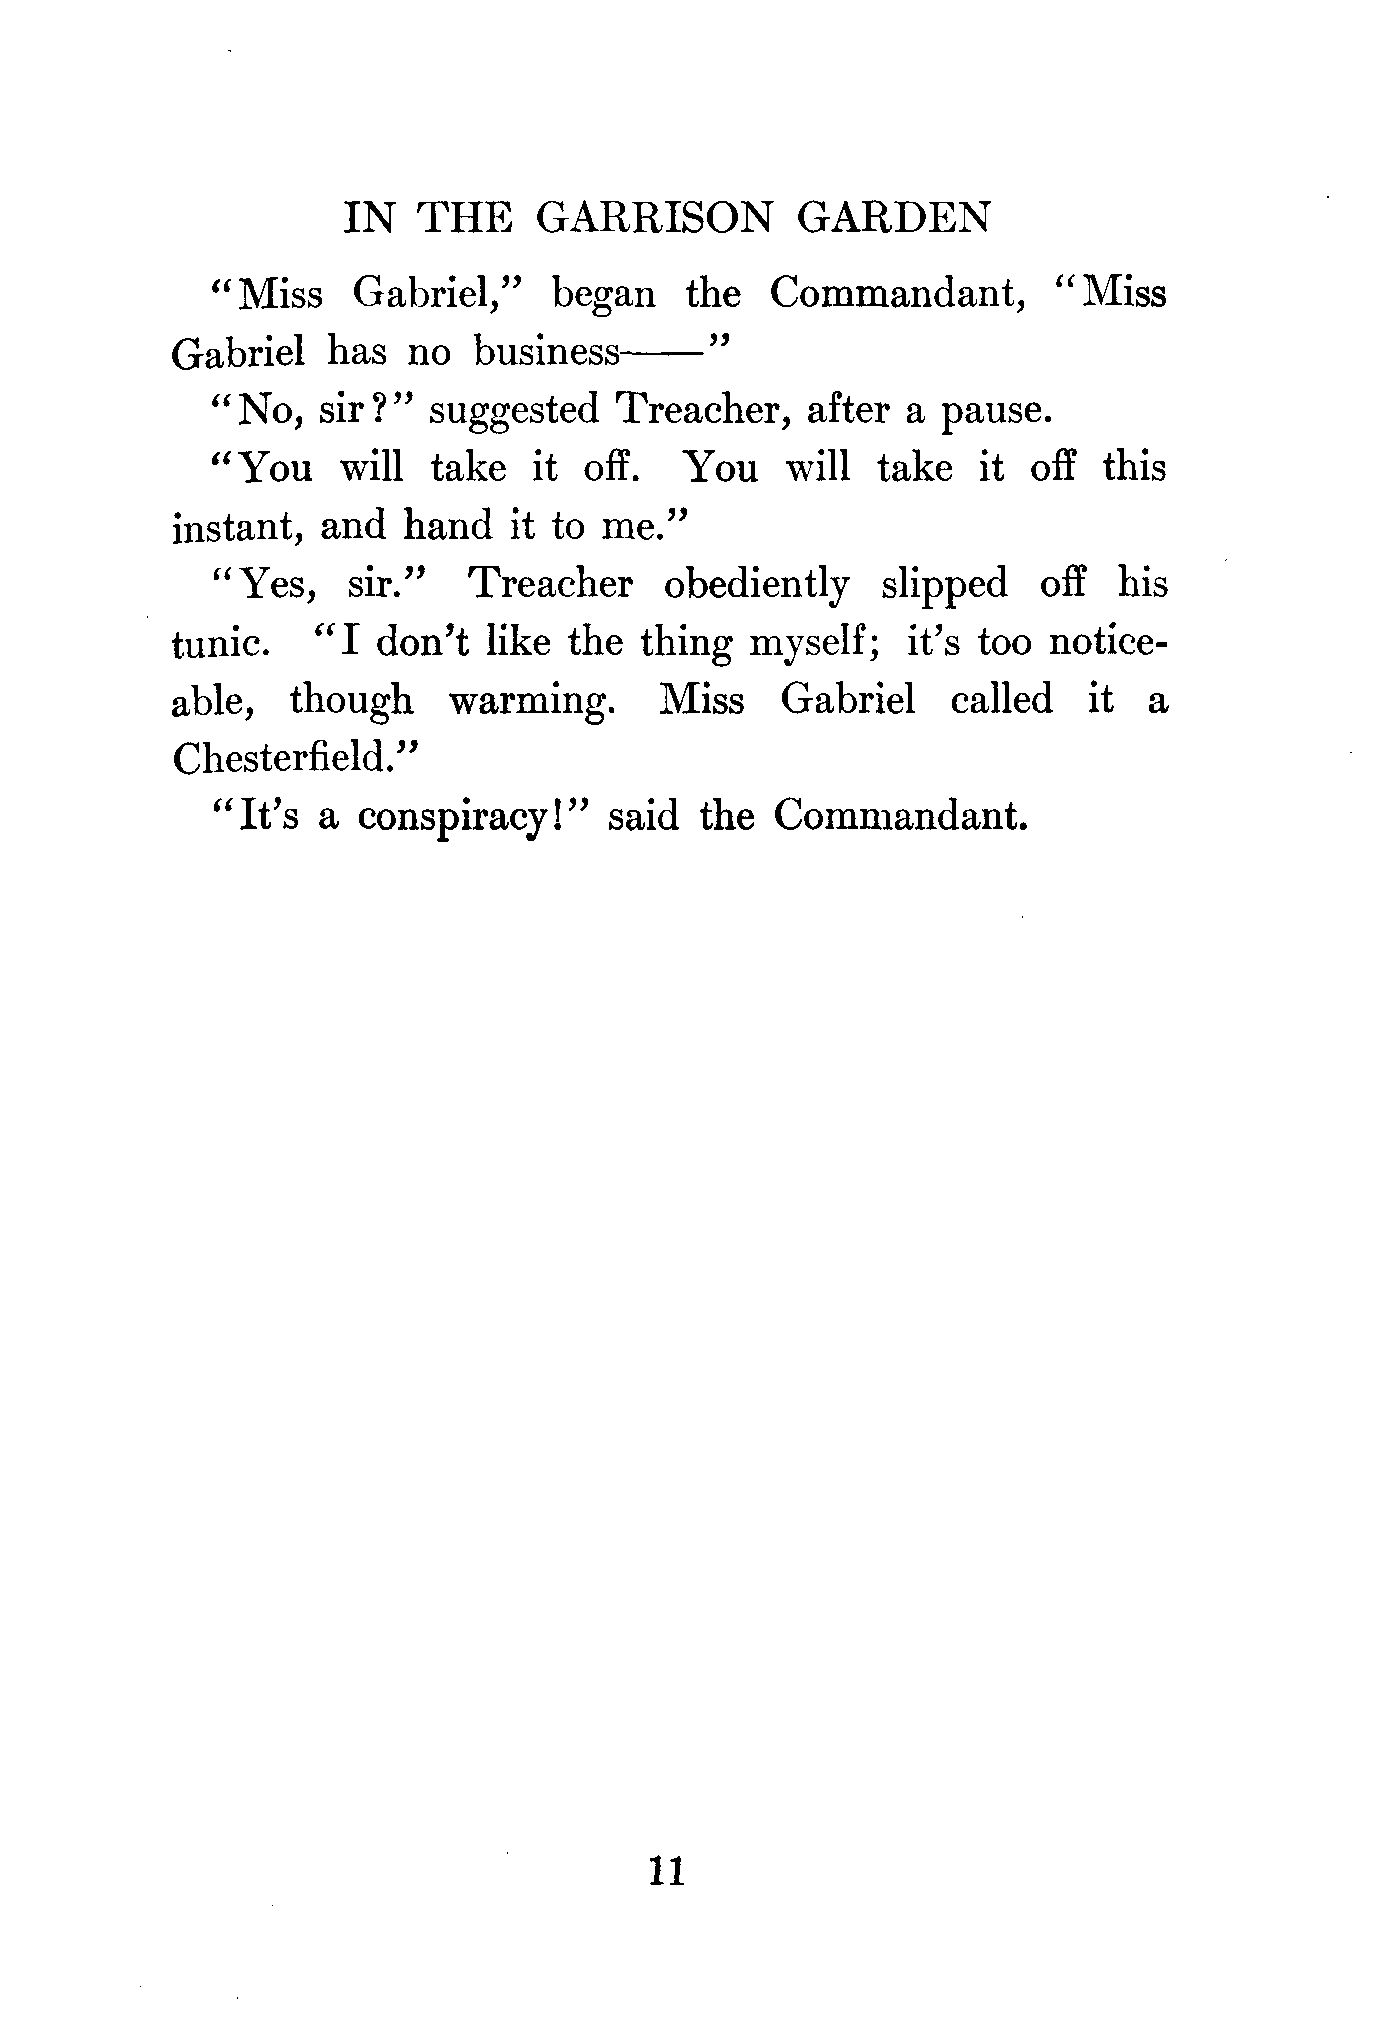 IN THE GARRISON GARDEN
“Miss Gabriel,” began the Commandant, “Miss
Gabriel has no business——”
“No, sir?” suggested Treacher, after a pause.
“You will take it off. You will take it off this
instant, and hand it to me.”
“Yes, sir.” Treacher obediently slipped off his
tunic. “I don’t like the thing myself; it’s too notice-
able, though warming. Miss Gabriel called it a
Chesterfield.”
“It’s a conspiracy!” said the Commandant.
11